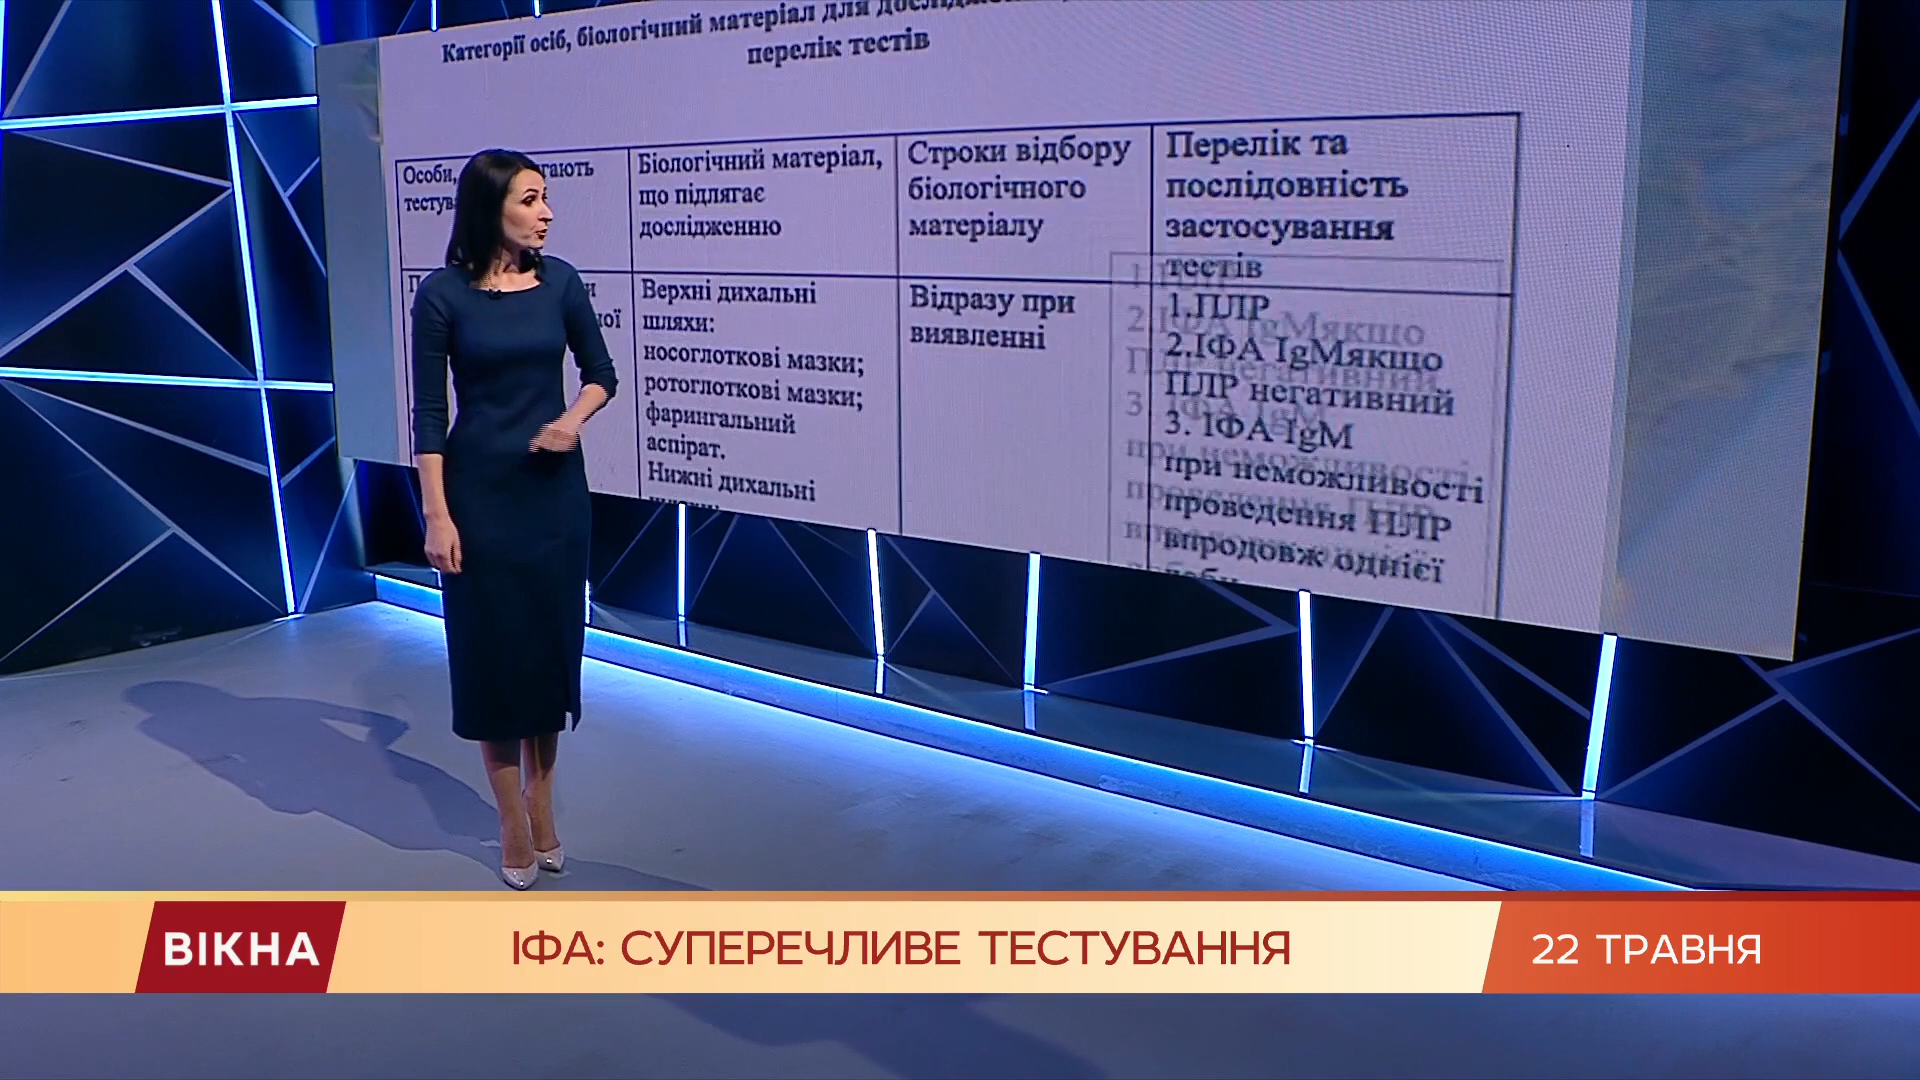 Категорії осіб, біологічний матеріал для
перелік тестів
Особи,
Біологічний матеріал,
що підлягає
дослідженню
Строки відбору
біологічного
матеріалу
Перелік та
послідовність
застосування
тестів
Верхні дихальні
шляхи:
носоглоткові мазки;
ротоглоткові мазки;
фарингальний
аспірат.
Нижні дихальні
Відразу при
виявленні
1.ПЛР
2.ІФА IgMякщо
ПЛР негативний
3. ІФА IgM
при неможливості
проведення ПЛР
впродовж однієї
ВІКНА
ІФА: СУПЕРЕЧЛИВЕ ТЕСТУВАННЯ
22 ТРАВНЯ